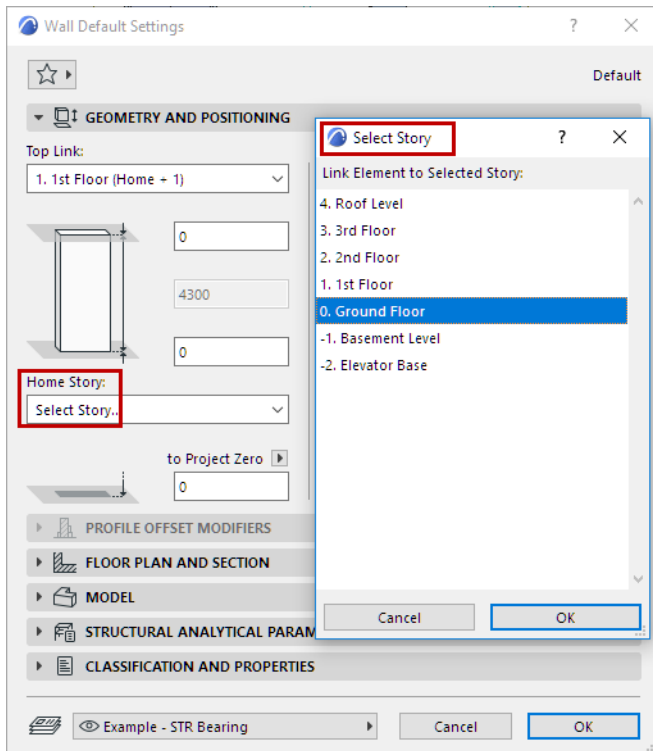 Wall Default Settings
?
Default
GEOMETRY AND POSITIONING
Top Link:
1. 1st Floor (Home + 1)
0
4300
0
Home Story:
Select Story..
to Project Zero
0
PROFILE OFFSET MODIFIERS
FLOOR PLAN AND SECTION
MODEL
STRUCTURAL ANALYTICAL PARAM
CLASSIFICATION AND PROPERTIES
Example - STR Bearing
Cancel
OK
Select Story
?
Link Element to Selected Story:
4. Roof Level
3. 3rd Floor
2. 2nd Floor
1. 1st Floor
0. Ground Floor
-1. Basement Level
-2. Elevator Base
Cancel
OK